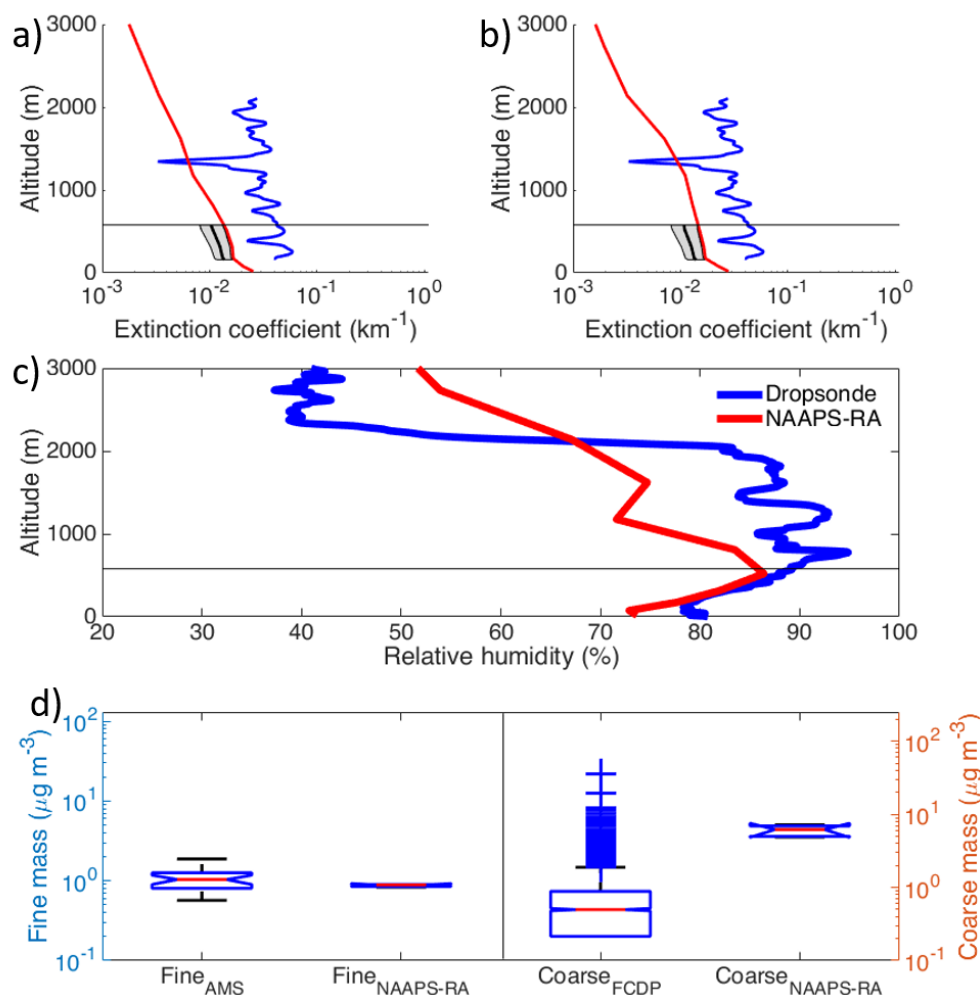 a)
b)
3000
2000
1000
0
Altitude (m)
10^-3
10^-2
10^-1
10^0
Extinction coefficient (km^-1)
3000
2000
1000
0
Altitude (m)
10^-3
10^-2
10^-1
10^0
Extinction coefficient (km^-1)
c)
3000
2000
1000
0
Altitude (m)
Dropsonde
NAAPS-RA
20
30
40
50
60
70
80
90
100
Relative humidity (%)
d)
10^2
10^1
10^0
10^-1
Fine mass (μg m^-3)
10^2
10^1
10^0
10^-1
Coarse mass (μg m^-3)
Fine_AMS
Fine_NAAPS-RA
Coarse_FCDP
Coarse_NAAPS-RA